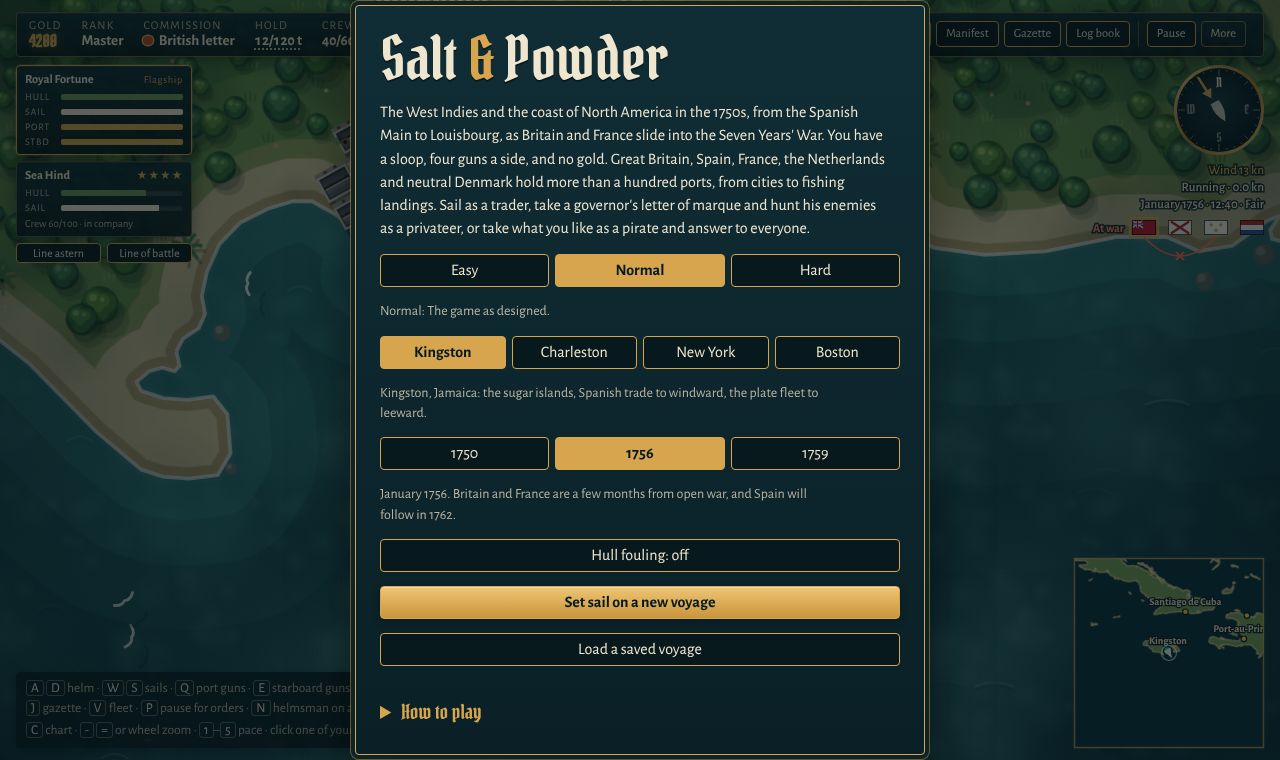 GOLD RANK COMMISSION HOLD CREW
4200 Master British letter 12/120 t 40/60
Manifest Gazette Log book Pause More
Royal Fortune Flagship
HULL
SAIL
PORT
STBD
Sea Hind ★★★★
HULL
SAIL
Crew 60/100 · in company
Line astern Line of battle
Salt & Powder
The West Indies and the coast of North America in the 1750s, from the Spanish
Main to Louisbourg, as Britain and France slide into the Seven Years' War. You have
a sloop, four guns a side, and no gold. Great Britain, Spain, France, the Netherlands
and neutral Denmark hold more than a hundred ports, from cities to fishing
landings. Sail as a trader, take a governor's letter of marque and hunt his enemies
as a privateer, or take what you like as a pirate and answer to everyone.
Easy Normal Hard
Normal: The game as designed.
Kingston Charleston New York Boston
Kingston, Jamaica: the sugar islands, Spanish trade to windward, the plate fleet to
leeward.
1750 1756 1759
January 1756. Britain and France are a few months from open war, and Spain will
follow in 1762.
Hull fouling: off
Set sail on a new voyage
Load a saved voyage
How to play
N
W E
S
Wind 13 kn
Running · 0.0 kn
January 1756 · 12:40 · Fair
At war
Santiago de Cuba
Port-au-Prin
Kingston
A D helm · W S sails · Q port guns · E starboard guns
J gazette · V fleet · P pause for orders · N helmsman on a
C chart · - = or wheel zoom · 1–5 pace · click one of you